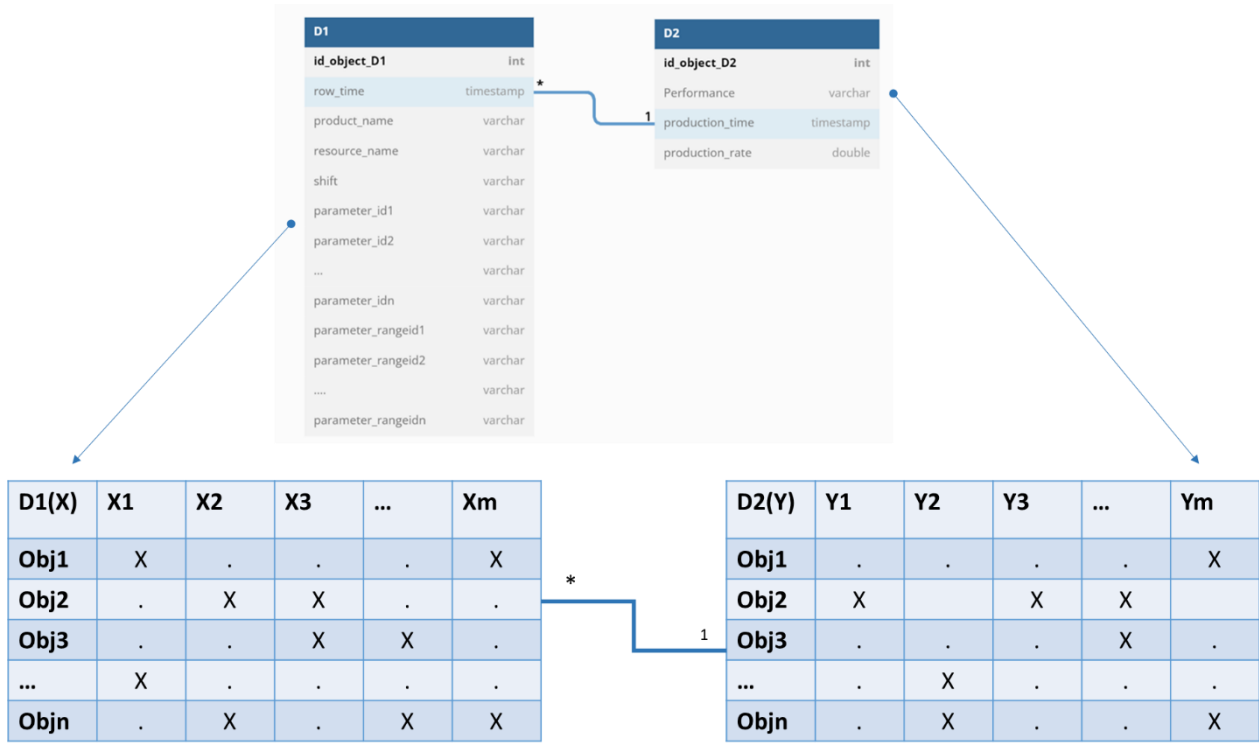 D1
id_object_D1 int
row_time timestamp
product_name varchar
resource_name varchar
shift varchar
parameter_id1 varchar
parameter_id2 varchar
... varchar
parameter_idn varchar
parameter_rangeid1 varchar
parameter_rangeid2 varchar
.... varchar
parameter_rangeidn varchar
* 1
D2
id_object_D2 int
Performance varchar
production_time timestamp
production_rate double
D1(X) X1 X2 X3 ... Xm
Obj1 X . . . X
Obj2 . X X . .
Obj3 . . X X .
... X . . . .
Objn . X . X X
* 1
D2(Y) Y1 Y2 Y3 ... Ym
Obj1 . . . . X
Obj2 X X X
Obj3 . . . X .
... . X . . .
Objn . X . . X